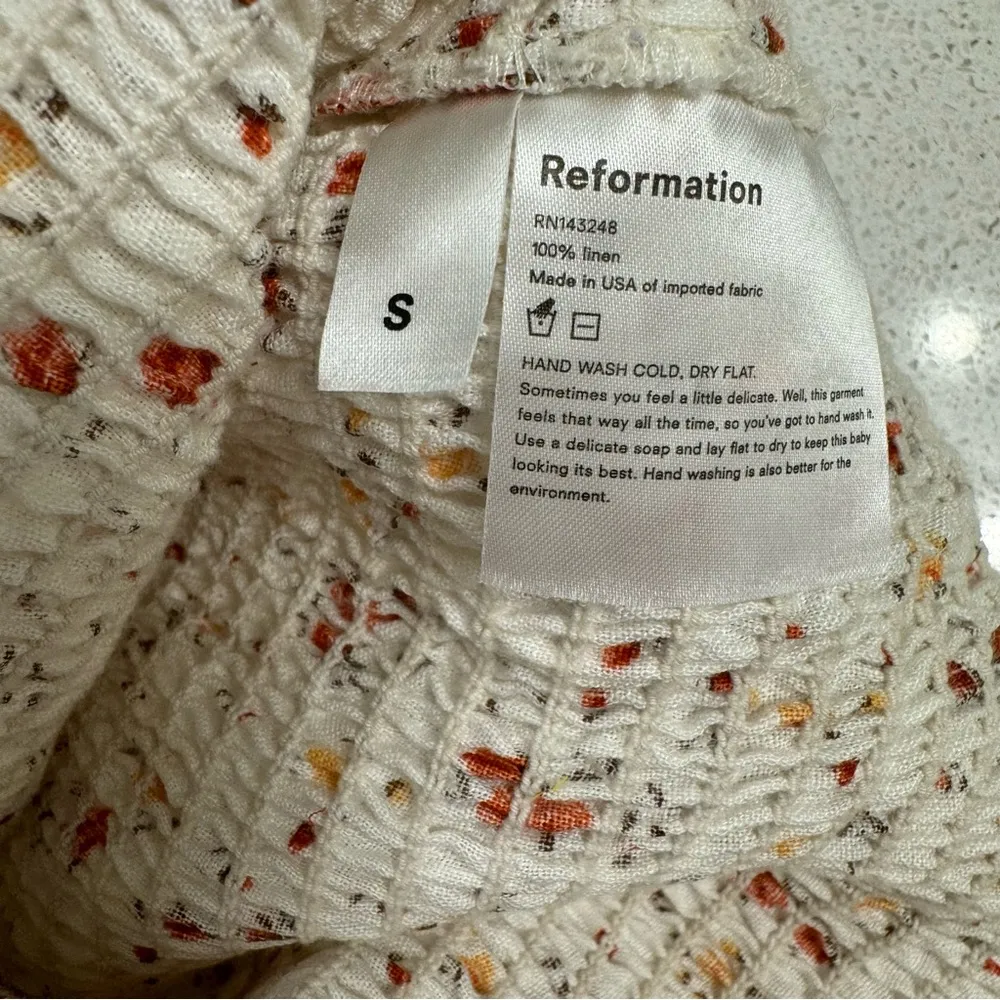 S
Reformation
RN143248
100% linen
Made in USA of imported fabric
HAND WASH COLD, DRY FLAT.
Sometimes you feel a little delicate. Well, this garment
feels that way all the time, so you've got to hand wash it.
Use a delicate soap and lay flat to dry to keep this baby
looking its best. Hand washing is also better for the
environment.